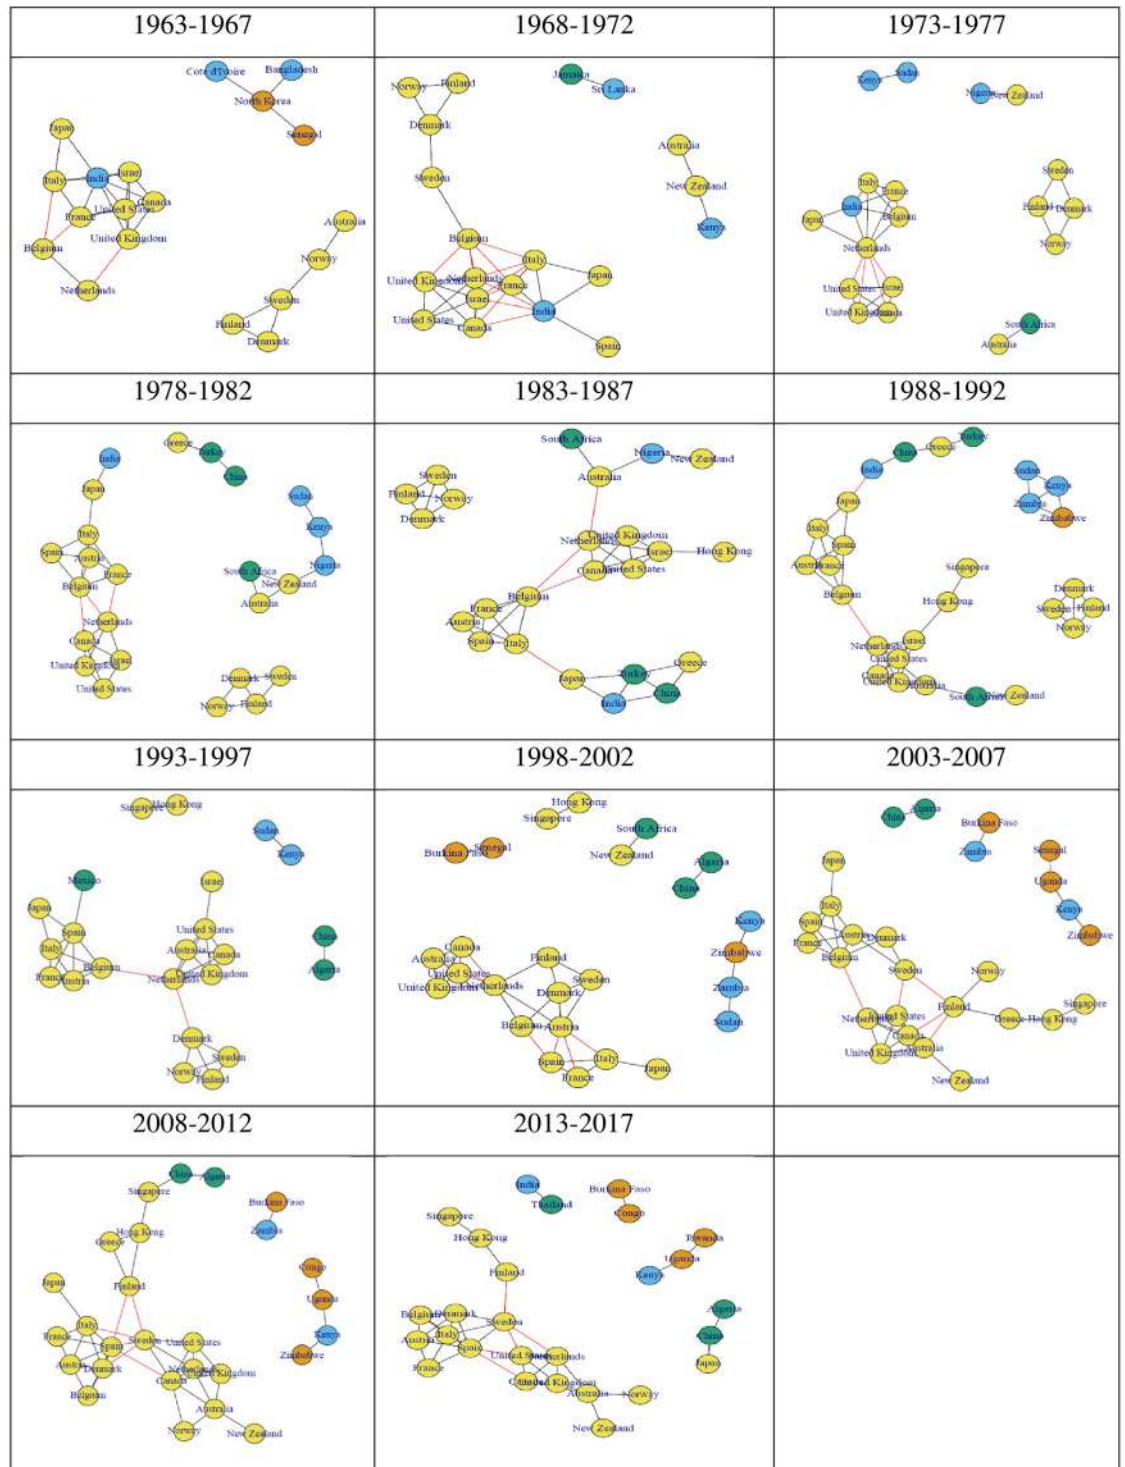 1963-1967
1968-1972
1973-1977
Cote dIvoire
Bangladesh
North Korea
Senegal
Japan
Italy
India
Israel
Canada
United States
France
United Kingdom
Belgium
Netherlands
Australia
Norway
Sweden
Finland
Denmark
Norway
Finland
Denmark
Sweden
Jamaica
Sri Lanka
Australia
New Zealand
Kenya
Belgium
Italy
Japan
United Kingdom
Netherlands
France
Israel
India
United States
Canada
Spain
Kenya
Sudan
Nigeria
New Zealand
Italy
France
India
Belgium
Japan
Netherlands
Sweden
Finland
Denmark
Norway
United States
Israel
United Kingdom
Canada
South Africa
Australia
1978-1982
1983-1987
1988-1992
India
Greece
Turkey
China
Japan
Sudan
Kenya
Nigeria
Italy
Spain
Austria
France
Belgium
South Africa
New Zealand
Australia
Netherlands
Canada
United Kingdom
Israel
United States
Denmark
Sweden
Norway
Finland
South Africa
Nigeria
New Zealand
Australia
Sweden
Finland
Norway
Denmark
Netherlands
United Kingdom
Israel
Hong Kong
Canada
United States
Belgium
France
Austria
Spain
Italy
Japan
Turkey
Greece
China
India
Turkey
Greece
China
India
Sudan
Kenya
Zambia
Zimbabwe
Japan
Italy
Spain
Austria
France
Belgium
Singapore
Hong Kong
Denmark
Sweden
Finland
Norway
Netherlands
Israel
United States
Canada
United Kingdom
Australia
South Africa
New Zealand
1993-1997
1998-2002
2003-2007
Singapore
Hong Kong
Sudan
Kenya
Mexico
Israel
Japan
Spain
Italy
France
Austria
Belgium
United States
Australia
Canada
Netherlands
United Kingdom
China
Algeria
Denmark
Sweden
Norway
Finland
Hong Kong
Singapore
Burkina Faso
Senegal
South Africa
New Zealand
Algeria
China
Kenya
Zimbabwe
Zambia
Sudan
Canada
Australia
United States
United Kingdom
Netherlands
Finland
Sweden
Denmark
Belgium
Austria
Spain
Italy
France
Japan
China
Algeria
Burkina Faso
Zambia
Senegal
Uganda
Kenya
Zimbabwe
Japan
Italy
Spain
Austria
Denmark
France
Belgium
Sweden
Norway
Finland
Greece
Hong Kong
Singapore
Netherlands
United States
Canada
United Kingdom
Australia
New Zealand
2008-2012
2013-2017
China
Algeria
Singapore
Burkina Faso
Zambia
Hong Kong
Greece
Finland
Congo
Uganda
Kenya
Zimbabwe
Japan
Italy
France
Spain
Sweden
United States
Austria
Denmark
Netherlands
United Kingdom
Canada
Belgium
Australia
Norway
New Zealand
India
Thailand
Burkina Faso
Congo
Singapore
Hong Kong
Rwanda
Uganda
Kenya
Finland
Belgium
Denmark
Sweden
Austria
Italy
Spain
France
United States
Netherlands
Canada
United Kingdom
Australia
Norway
New Zealand
Algeria
China
Japan